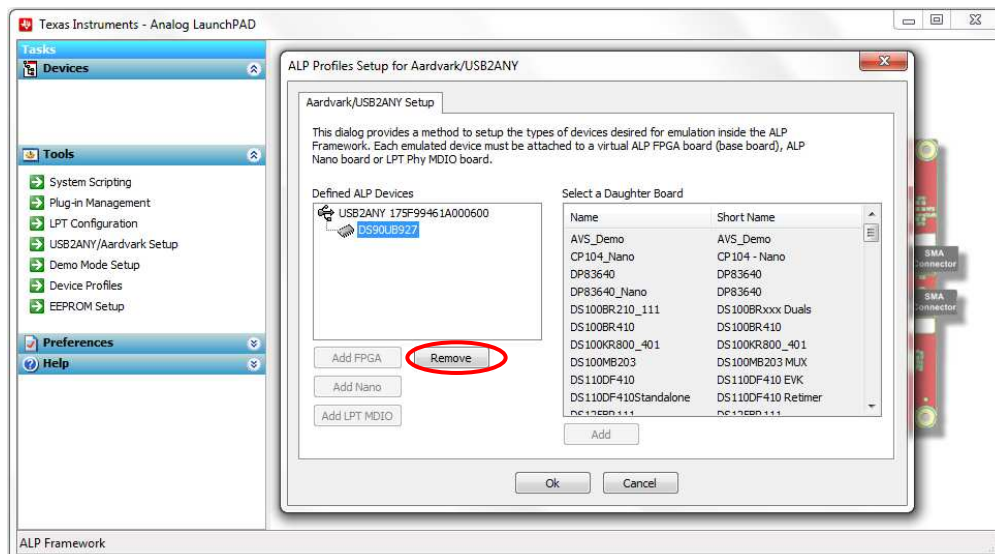 Texas Instruments - Analog LaunchPAD
Tasks
Devices
Tools
System Scripting
Plug-in Management
LPT Configuration
USB2ANY/Aardvark Setup
Demo Mode Setup
Device Profiles
EEPROM Setup
Preferences
Help
ALP Profiles Setup for Aardvark/USB2ANY
Aardvark/USB2ANY Setup
This dialog provides a method to setup the types of devices desired for emulation inside the ALP
Framework. Each emulated device must be attached to a virtual ALP FPGA board (base board), ALP
Nano board or LPT Phy MDIO board.
Defined ALP Devices
USB2ANY 175F99461A000600
DS90UB927
Add FPGA Remove
Add Nano
Add LPT MDIO
Select a Daughter Board
Name Short Name
AVS_Demo AVS_Demo
CP104_Nano CP104 - Nano
DP83640 DP83640
DP83640_Nano DP83640
DS100BR210_111 DS100BRxxx Duals
DS100BR410 DS100BR410
DS100KR800_401 DS100KR800_401
DS100MB203 DS100MB203 MUX
DS110DF410 DS110DF410 EVK
DS110DF410Standalone DS110DF410 Retimer
Add
Ok Cancel
SMA
Connector
SMA
Connector
ALP Framework